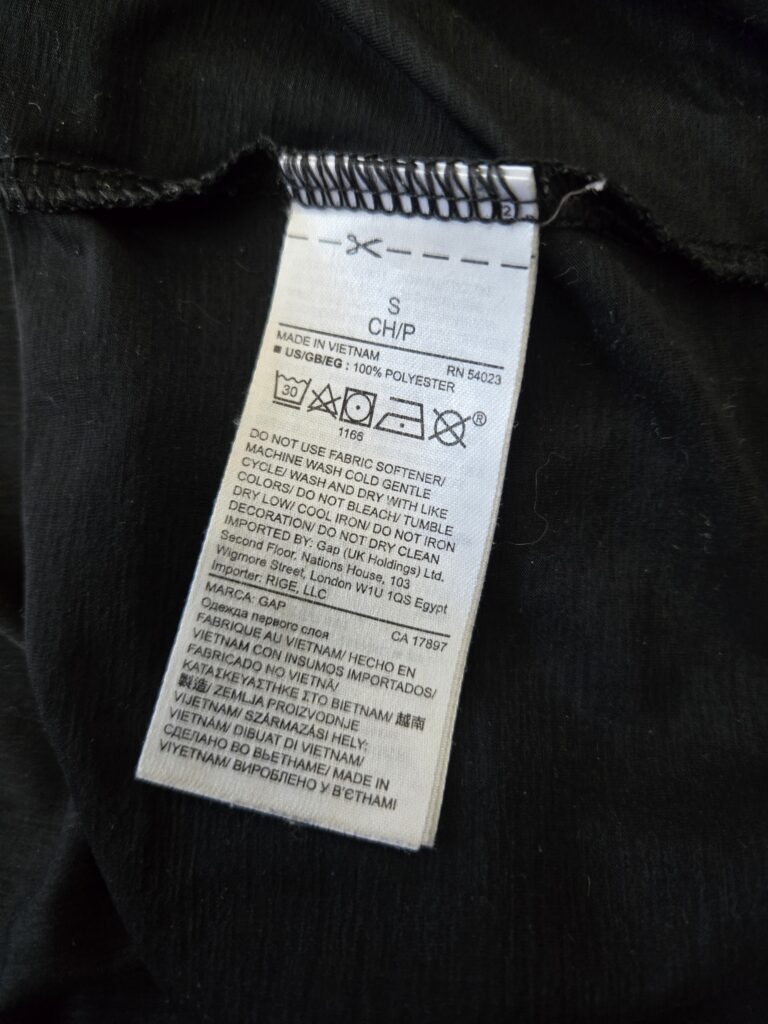 2
S
CH/P
MADE IN VIETNAM RN 54023
■ US/GB/EG : 100% POLYESTER
30
®
1166
DO NOT USE FABRIC SOFTENER/
MACHINE WASH COLD GENTLE
CYCLE/ WASH AND DRY WITH LIKE
COLORS/ DO NOT BLEACH/ TUMBLE
DRY LOW/ COOL IRON/ DO NOT IRON
DECORATION/ DO NOT DRY CLEAN
IMPORTED BY: Gap (UK Holdings) Ltd.
Second Floor, Nations House, 103
Wigmore Street, London W1U 1QS Egypt
Importer: RIGE, LLC
MARCA: GAP CA 17897
Одежда первого слоя
FABRIQUE AU VIETNAM/ HECHO EN
VIETNAM CON INSUMOS IMPORTADOS/
FABRICADO NO VIETNÃ/
ΚΑΤΑΣΚΕΥΑΣΤΗΚΕ ΣΤΟ ΒΙΕΤΝΑΜ/ 越南
製造/ ZEMLJA PROIZVODNJE
VIJETNAM/ SZÁRMAZÁSI HELY:
VIETNÁM/ DIBUAT DI VIETNAM/
СДЕЛАНО ВО ВЬЕТНАМЕ/ MADE IN
VIYETNAM/ ВИРОБЛЕНО У В'ЄТНАМІ